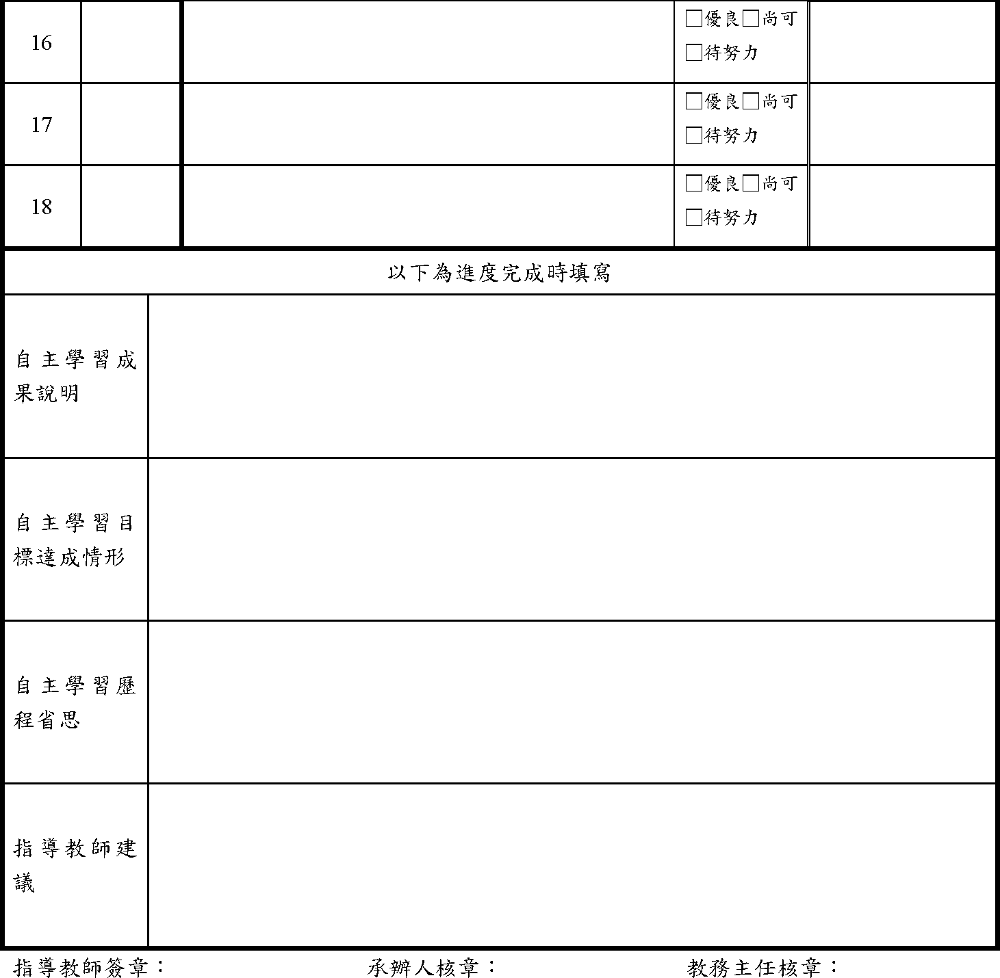 16
□優良□尚可
□待努力
17
□優良□尚可
□待努力
18
□優良□尚可
□待努力
以下為進度完成時填寫
自主學習成
果說明
自主學習目
標達成情形
自主學習歷
程省思
指導教師建
議
指導教師簽章：
承辦人核章：
教務主任核章：